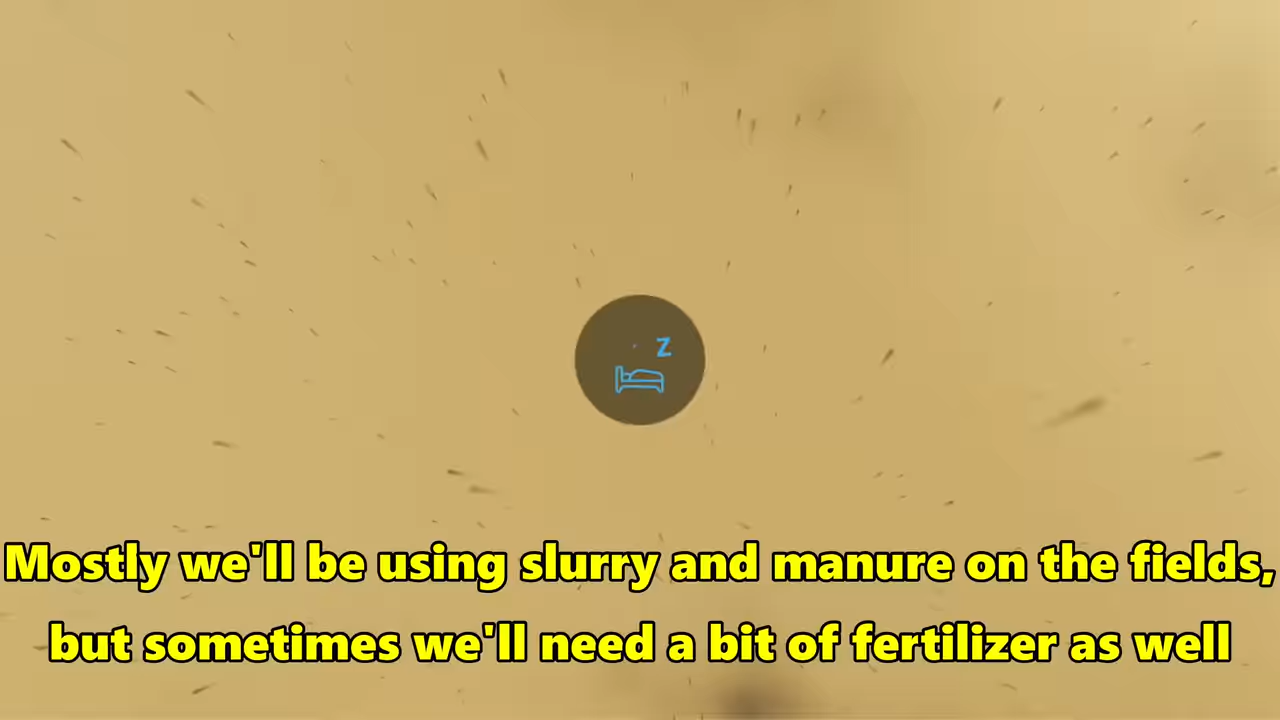 Z
Mostly we'll be using slurry and manure on the fields,
but sometimes we'll need a bit of fertilizer as well